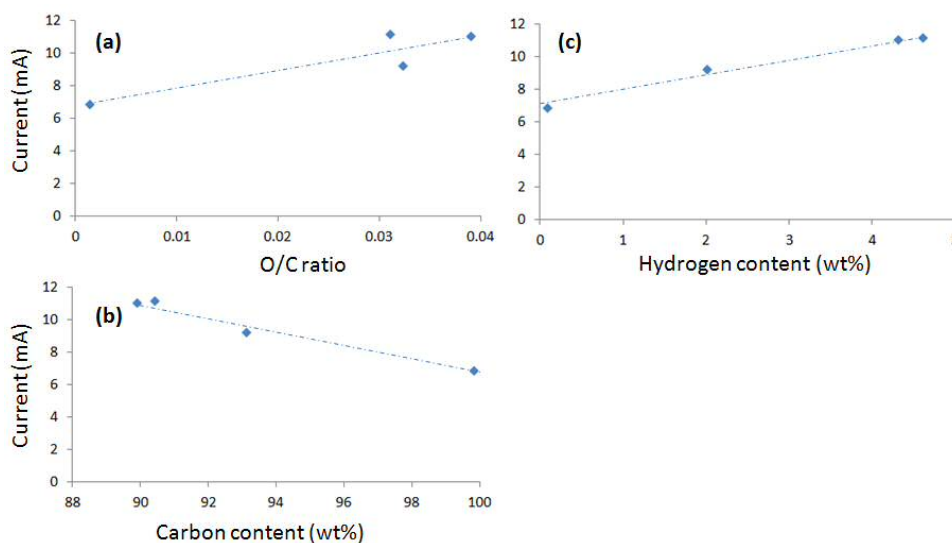 (a)
Current (mA)
12
10
8
6
4
2
0
0 0.01 0.02 0.03 0.04
O/C ratio
(c)
12
10
8
6
4
2
0
0 1 2 3 4
Hydrogen content (wt%)
(b)
Current (mA)
12
10
8
6
4
2
0
88 90 92 94 96 98 100
Carbon content (wt%)